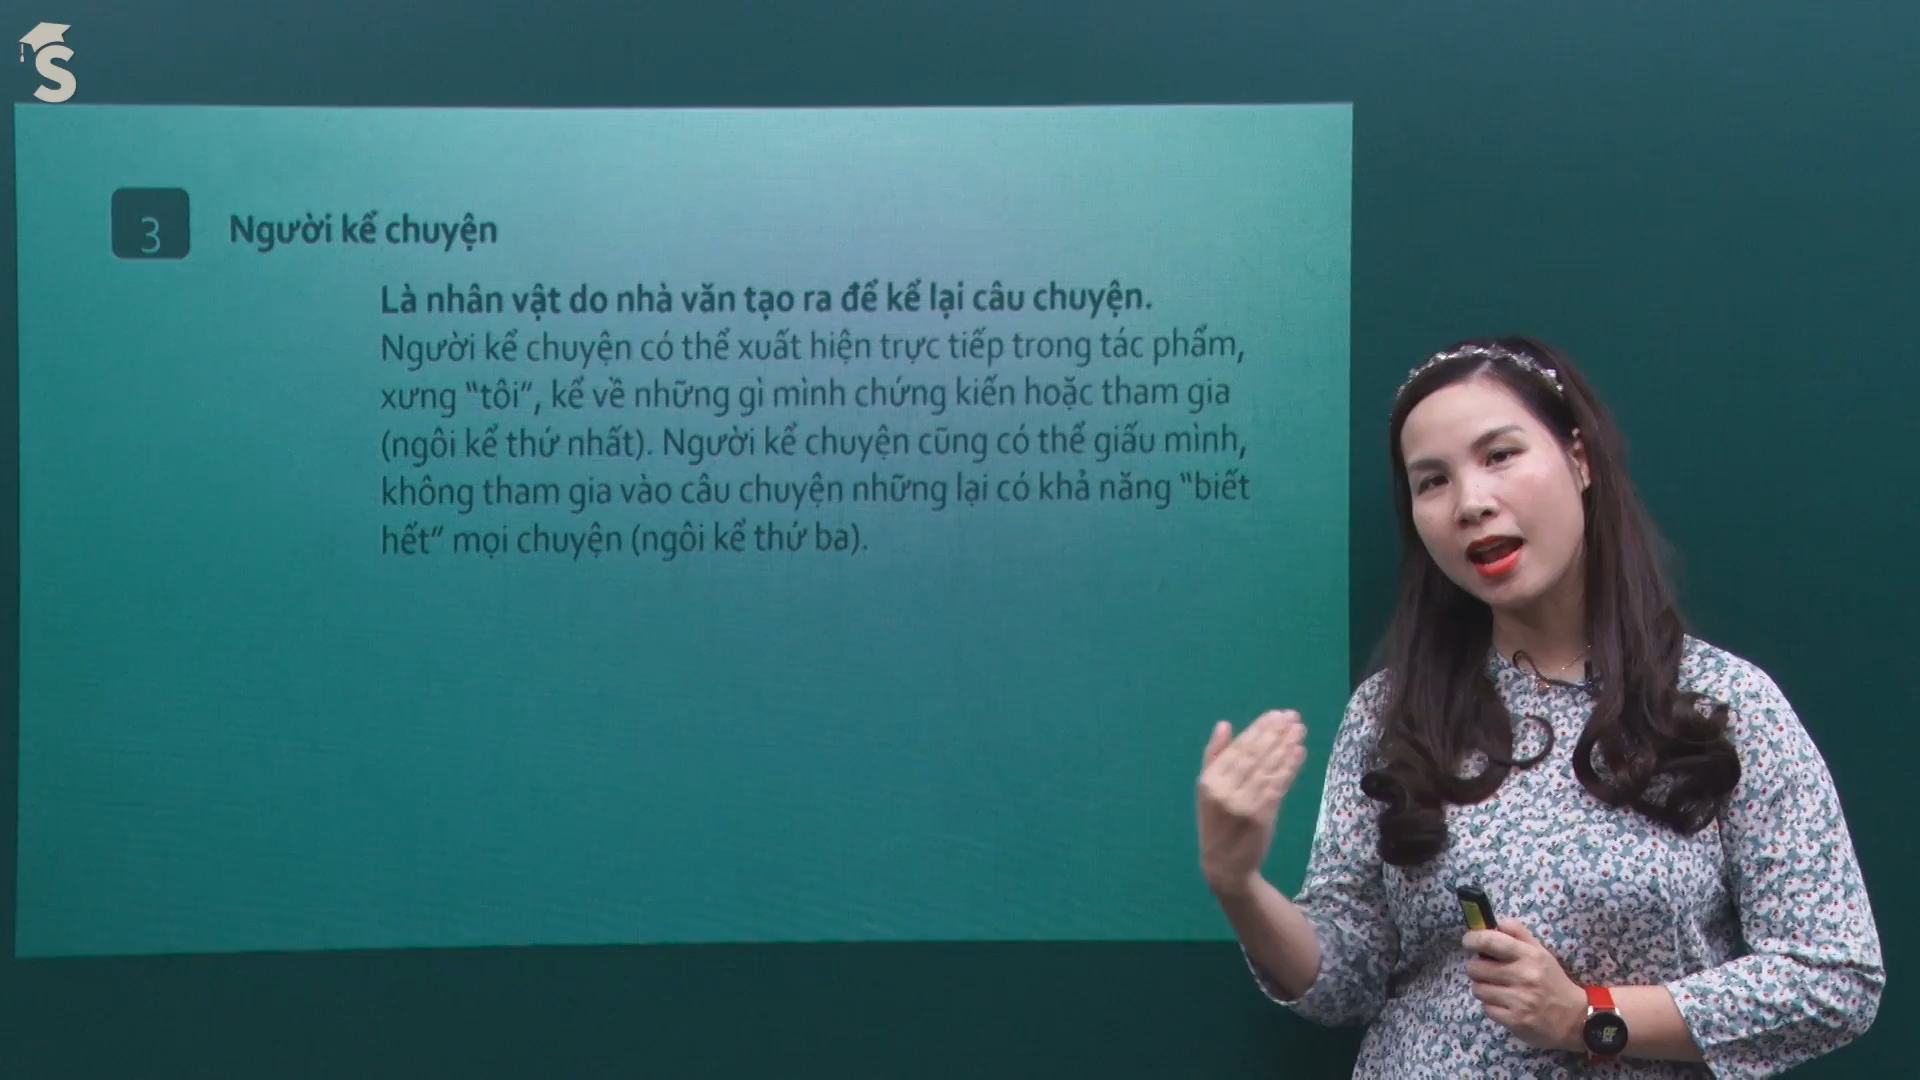 S
3
Người kể chuyện
Là nhân vật do nhà văn tạo ra để kể lại câu chuyện.
Người kể chuyện có thể xuất hiện trực tiếp trong tác phẩm,
xưng “tôi”, kể về những gì mình chứng kiến hoặc tham gia
(ngôi kể thứ nhất). Người kể chuyện cũng có thể giấu mình,
không tham gia vào câu chuyện những lại có khả năng “biết
hết” mọi chuyện (ngôi kể thứ ba).